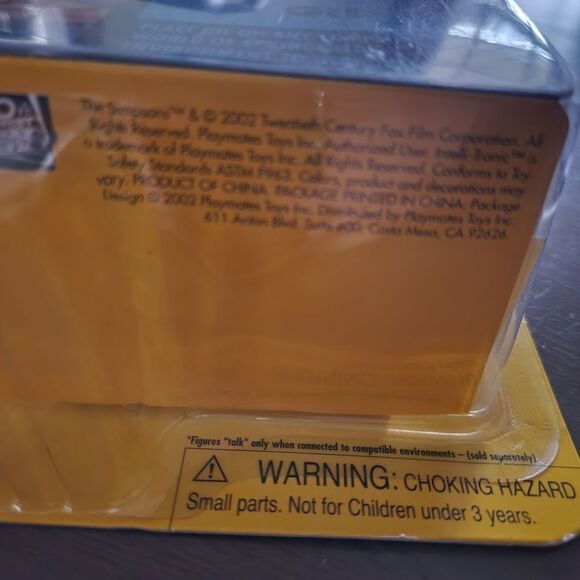 The Simpsons™ & © 2002 Twentieth Century Fox Film Corporation. All
Rights Reserved. Playmates Toys Inc. Authorized User. Intelli-Tronic™ is
a trademark of Playmates Toys Inc. All Rights Reserved. Conforms to Toy
Safety Standards ASTM F963. Colors, product and decorations may
vary. PRODUCT OF CHINA. PACKAGE PRINTED IN CHINA. Package
Design © 2002 Playmates Toys Inc. Distributed by Playmates Toys Inc.
611 Anton Blvd. Suite 600. Costa Mesa, CA 92626.
*Figures "talk" only when connected to compatible environments – (sold separately)
WARNING: CHOKING HAZARD
Small parts. Not for Children under 3 years.